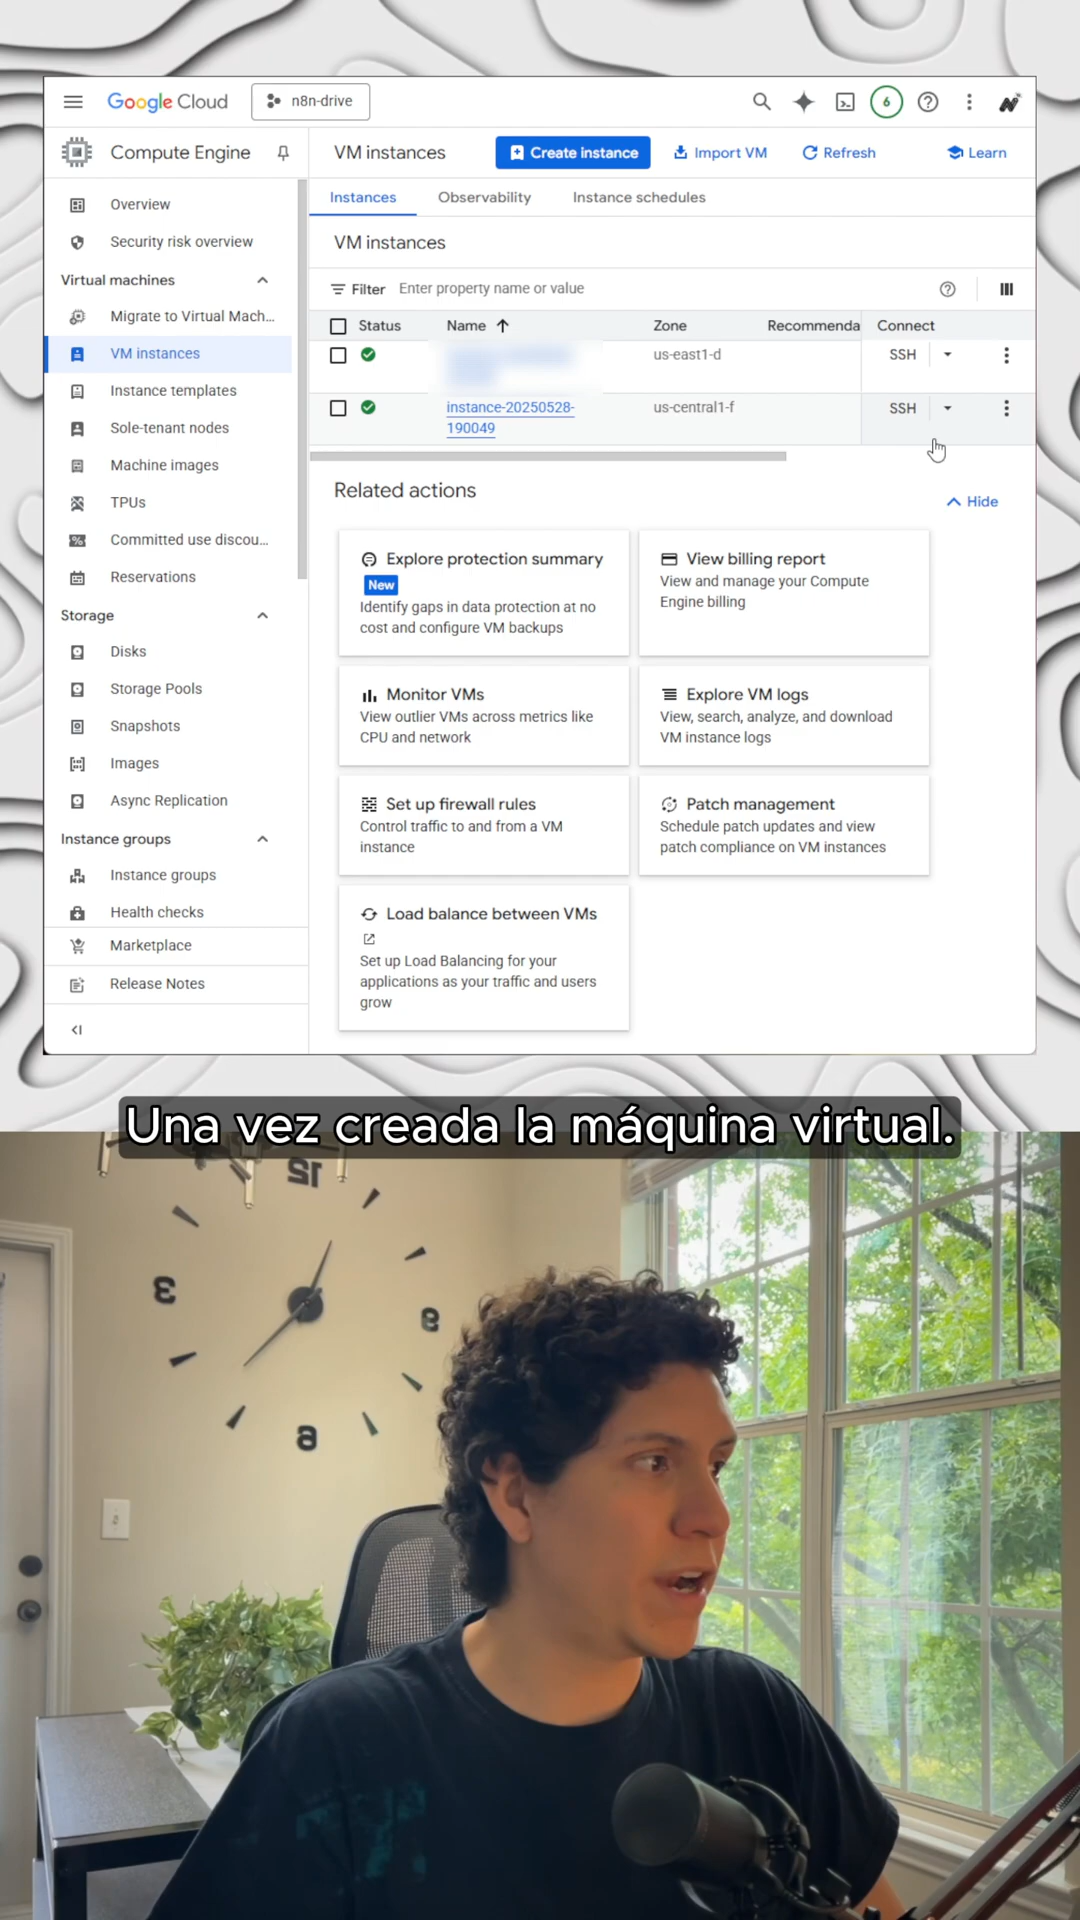 Google Cloud
n8n-drive
6
Compute Engine
VM instances
Create instance
Import VM
Refresh
Learn
Overview
Security risk overview
Virtual machines
Migrate to Virtual Mach...
VM instances
Instance templates
Sole-tenant nodes
Machine images
TPUs
Committed use discou...
Reservations
Storage
Disks
Storage Pools
Snapshots
Images
Async Replication
Instance groups
Instance groups
Health checks
Marketplace
Release Notes
Instances
Observability
Instance schedules
VM instances
Filter
Enter property name or value
Status
Name
Zone
Recommenda
Connect
us-east1-d
SSH
instance-20250528-
190049
us-central1-f
SSH
Related actions
Hide
Explore protection summary
New
Identify gaps in data protection at no
cost and configure VM backups
View billing report
View and manage your Compute
Engine billing
Monitor VMs
View outlier VMs across metrics like
CPU and network
Explore VM logs
View, search, analyze, and download
VM instance logs
Set up firewall rules
Control traffic to and from a VM
instance
Patch management
Schedule patch updates and view
patch compliance on VM instances
Load balance between VMs
Set up Load Balancing for your
applications as your traffic and users
grow
Una vez creada la máquina virtual.
12
3
9
6